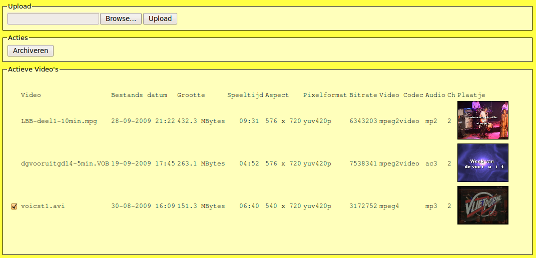 Upload
Browse... Upload
Acties
Archiveren
Actieve Video's
Video Bestands datum Grootte Speeltijd Aspect Pixelformat Bitrate Video Codec Audio Ch Plaatje
LBB-deel1-10min.mpg 28-09-2009 21:22 432.3 MBytes 09:31 576 x 720 yuv420p 6343203 mpeg2video mp2 2
dgvooruitgdl4-5min.VOB 19-09-2009 17:45 263.1 MBytes 04:52 576 x 720 yuv420p 7538341 mpeg2video ac3 2
voicst1.avi 30-08-2009 16:09 151.3 MBytes 06:40 540 x 720 yuv420p 3172752 mpeg4 mp3 2